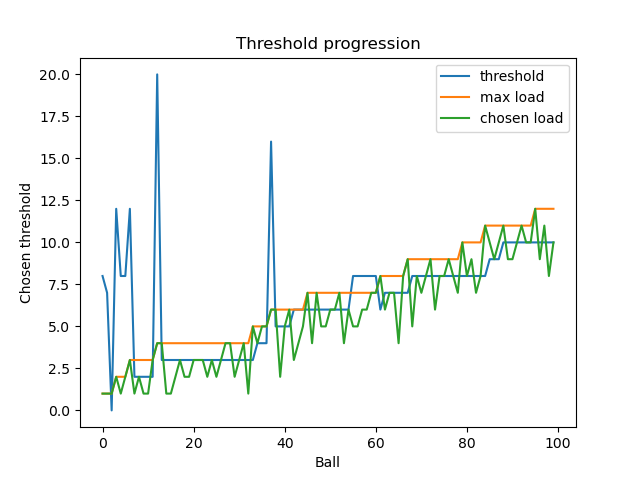 Threshold progression
threshold
max load
chosen load
20.0
17.5
15.0
12.5
10.0
7.5
5.0
2.5
0.0
Chosen threshold
0
20
40
60
80
100
Ball